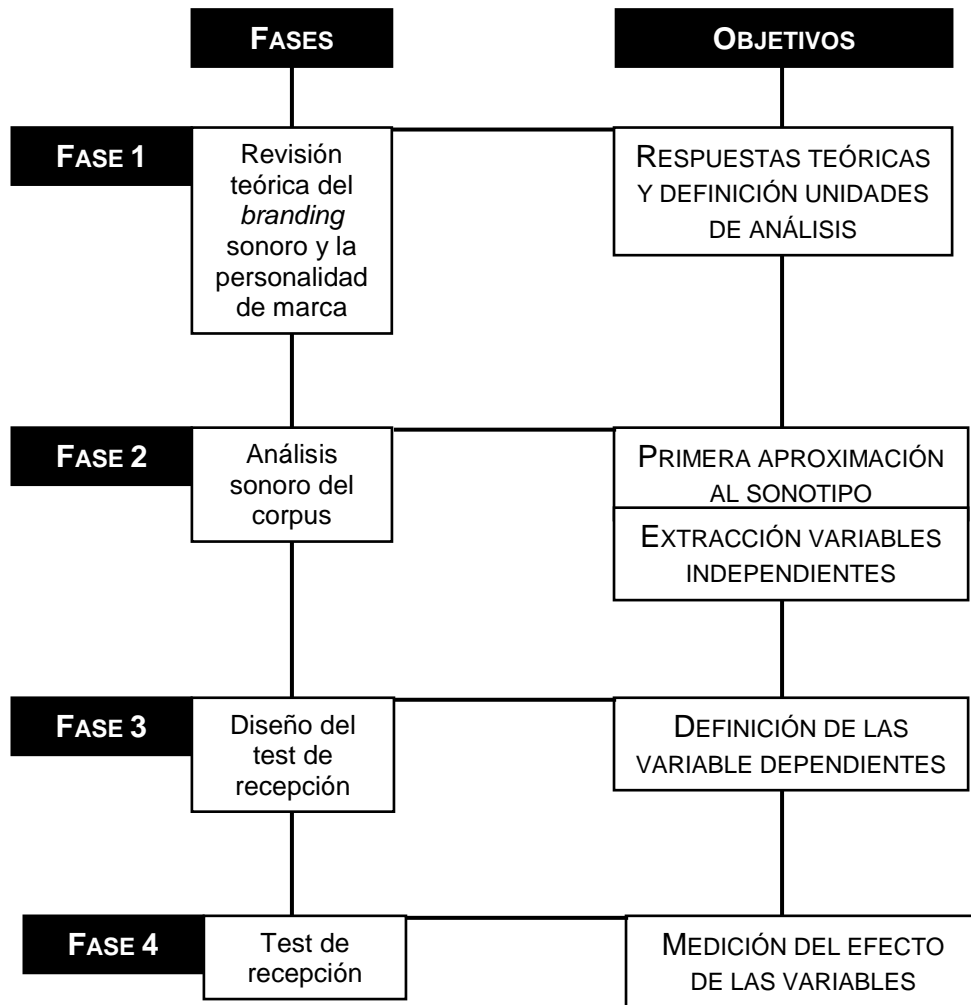 FASES
OBJETIVOS
FASE 1
Revisión
teórica del
branding
sonoro y la
personalidad
de marca
RESPUESTAS TEÓRICAS
Y DEFINICIÓN UNIDADES
DE ANÁLISIS
FASE 2
Análisis
sonoro del
corpus
PRIMERA APROXIMACIÓN
AL SONOTIPO
EXTRACCIÓN VARIABLES
INDEPENDIENTES
FASE 3
Diseño del
test de
recepción
DEFINICIÓN DE LAS
VARIABLE DEPENDIENTES
FASE 4
Test de
recepción
MEDICIÓN DEL EFECTO
DE LAS VARIABLES